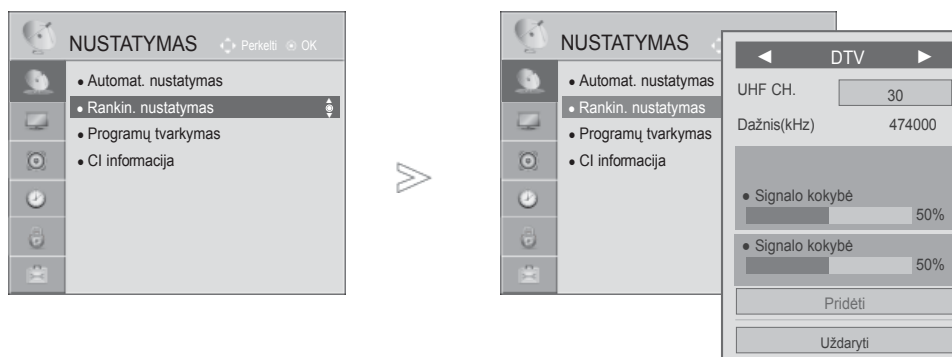 NUSTATYMAS Perkelti OK
● Automat. nustatymas
● Rankin. nustatymas
● Programų tvarkymas
● CI informacija
NUSTATYMAS
● Automat. nustatymas
● Rankin. nustatymas
● Programų tvarkymas
● CI informacija
◄ DTV ►
UHF CH. 30
Dažnis(kHz) 474000
● Signalo kokybė
50%
● Signalo kokybė
50%
Pridėti
Uždaryti